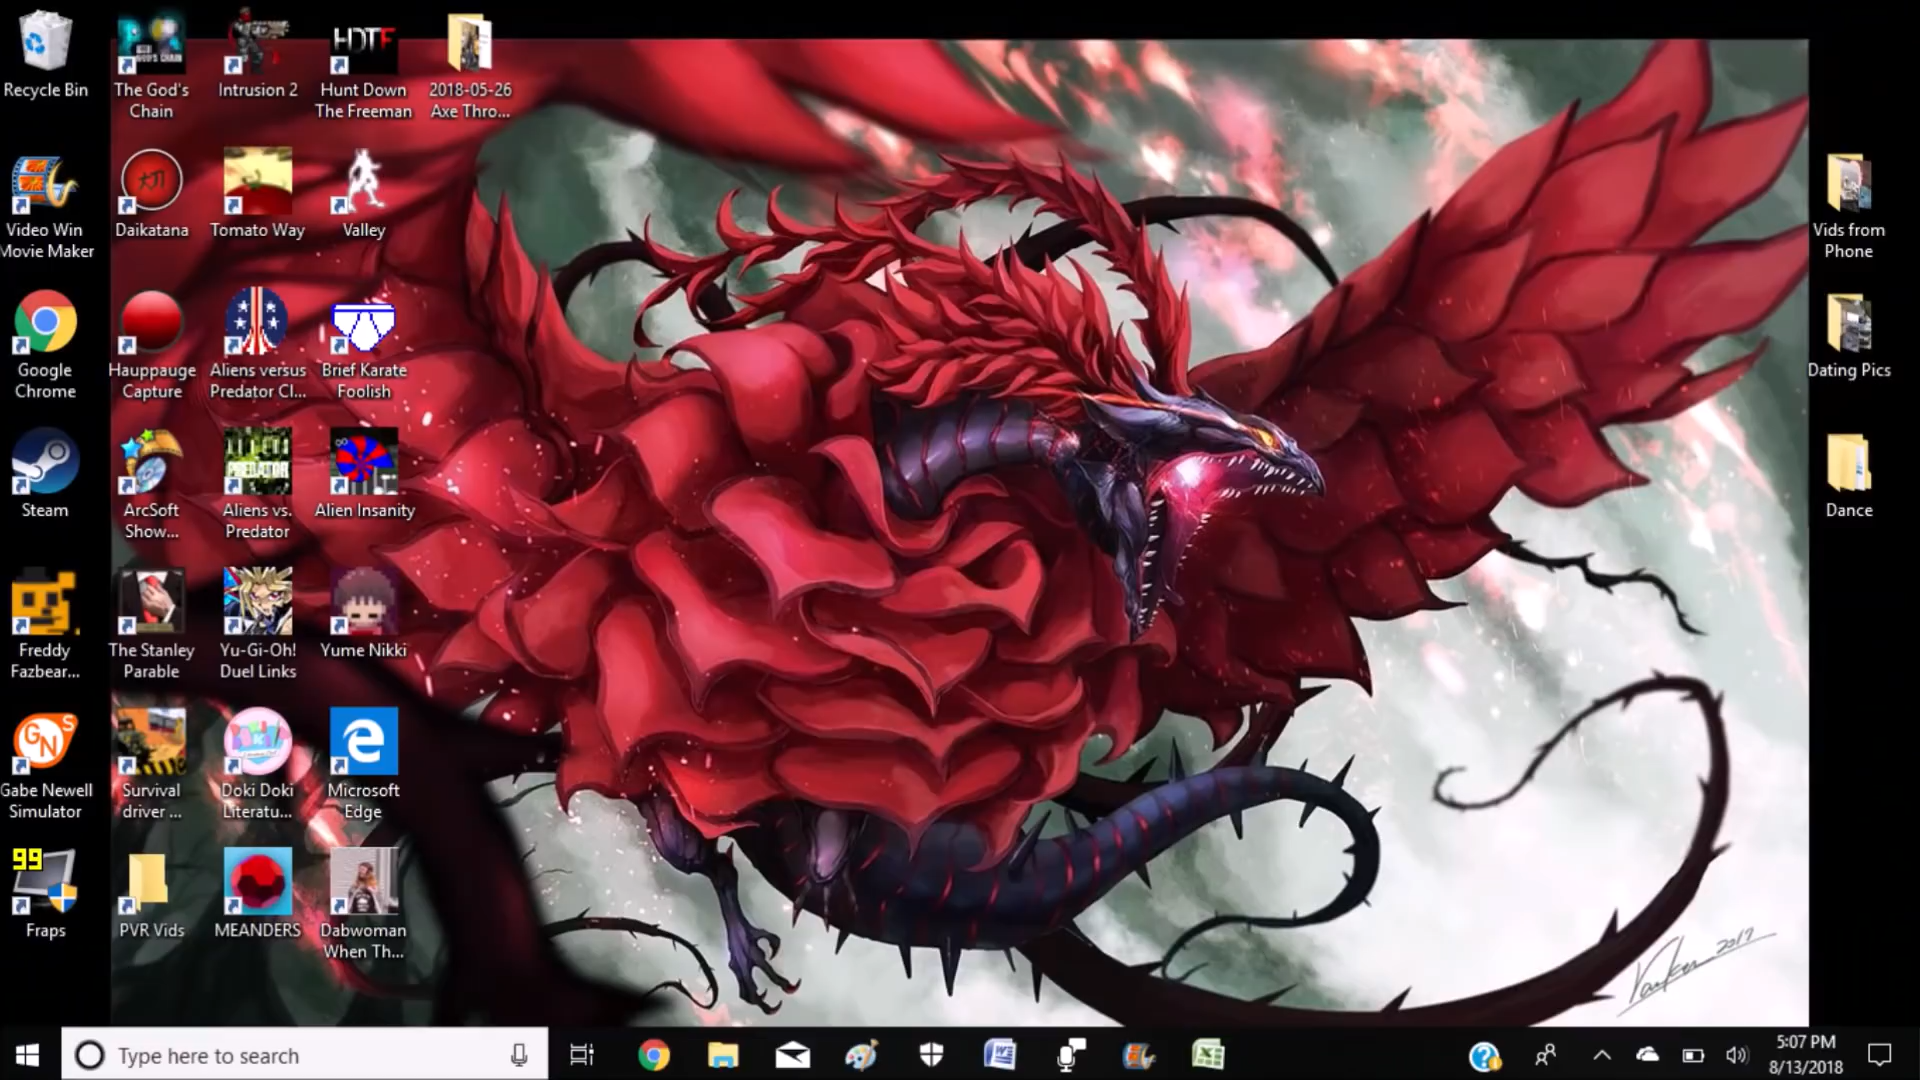 Recycle Bin
The God's
Chain
Intrusion 2
HDTF
Hunt Down
The Freeman
2018-05-26
Axe Thro...
Video Win
Movie Maker
Daikatana
Tomato Way
Valley
Vids from
Phone
Google
Chrome
Hauppauge
Capture
Aliens versus
Predator Cl...
Brief Karate
Foolish
Dating Pics
Steam
ArcSoft
Show...
PREDATOR
Aliens vs.
Predator
Alien Insanity
Dance
Freddy
Fazbear...
The Stanley
Parable
Yu-Gi-Oh!
Duel Links
Yume Nikki
GN S
Gabe Newell
Simulator
Survival
driver ...
Doki Doki
Literatu...
Microsoft
Edge
99
Fraps
PVR Vids
MEANDERS
Dabwoman
When Th...
2017
Type here to search
5:07 PM
8/13/2018